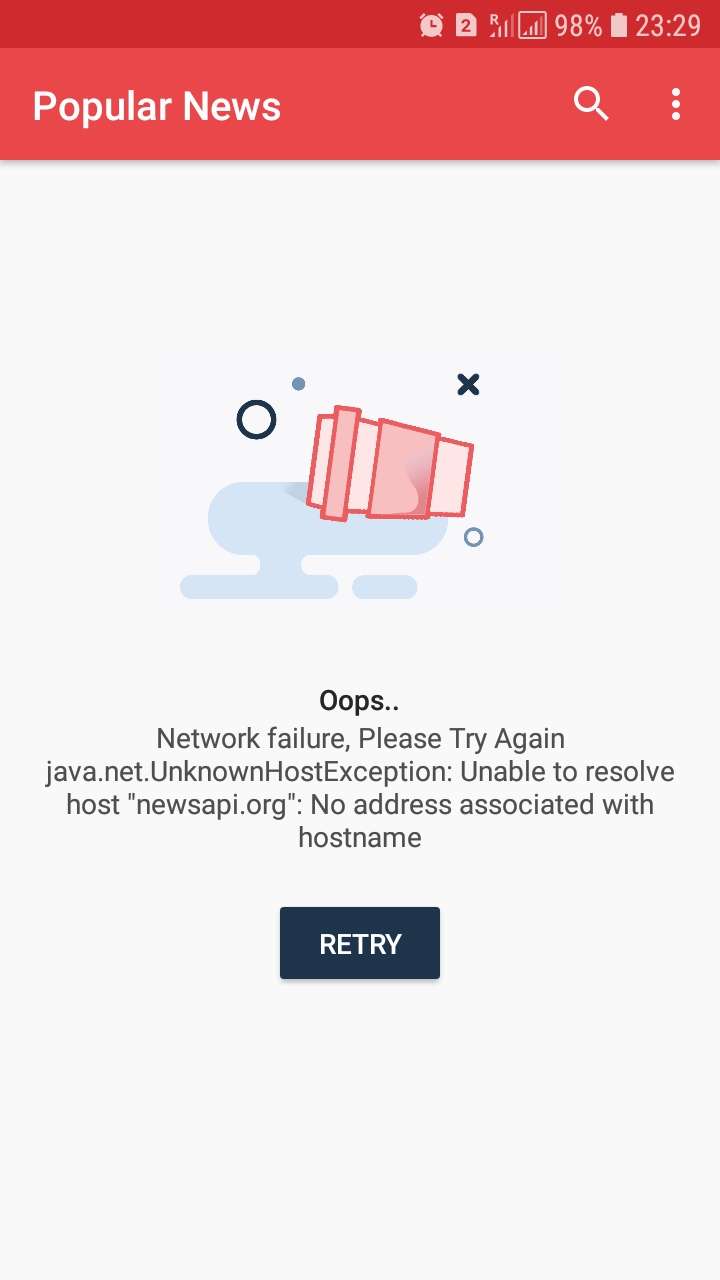 2 R 98% 23:29
Popular News
Oops..
Network failure, Please Try Again
java.net.UnknownHostException: Unable to resolve
host "newsapi.org": No address associated with
hostname
RETRY